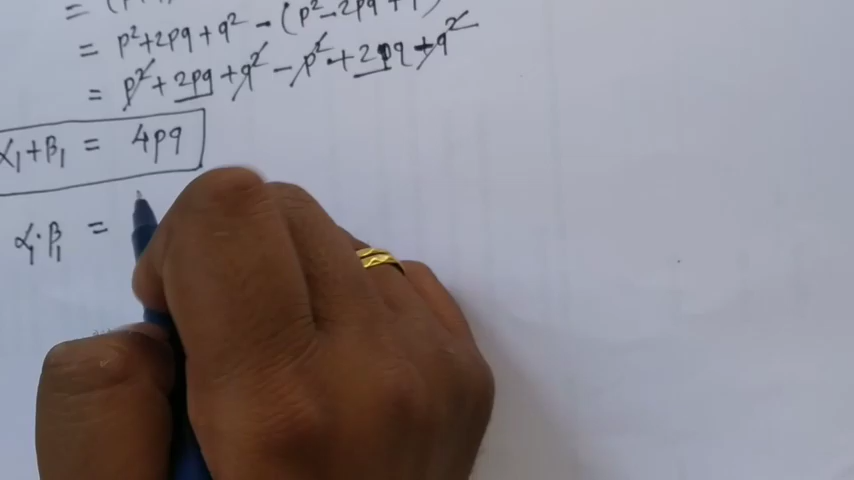 = (p
= p²+2pq+q² - (p²-2pq+
= p²+2pq+q²-p²+2pq+q²
α₁+β₁ = 4pq
α₁·β₁ =